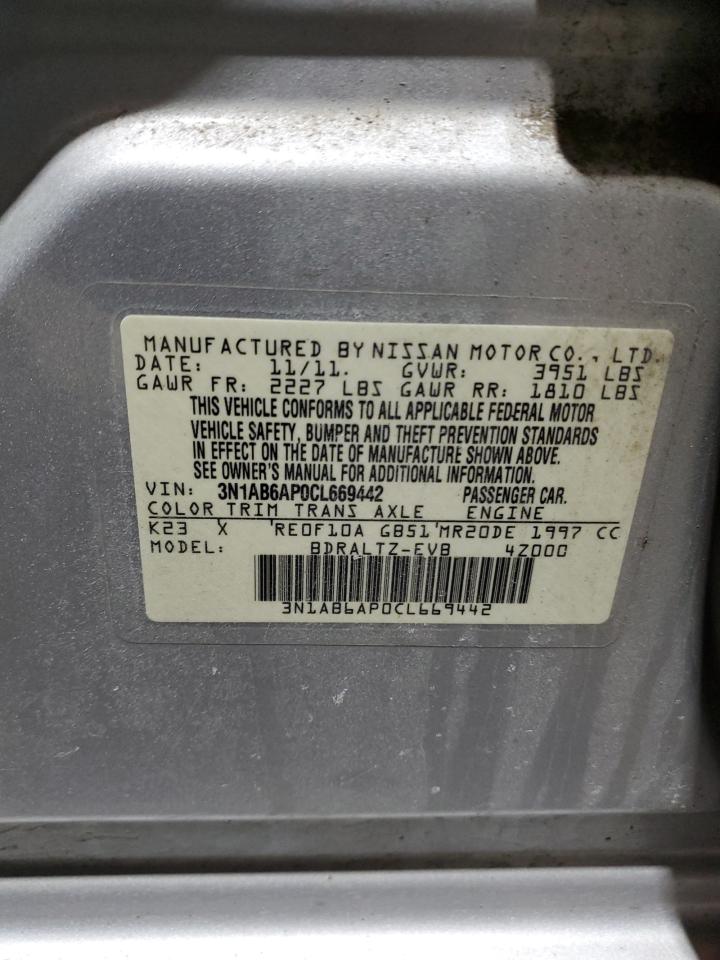 MANUFACTURED BY NISSAN MOTOR CO., LTD.
DATE: 11/11. GVWR: 3951 LBS
GAWR FR: 2227 LBS GAWR RR: 1810 LBS
THIS VEHICLE CONFORMS TO ALL APPLICABLE FEDERAL MOTOR
VEHICLE SAFETY, BUMPER AND THEFT PREVENTION STANDARDS
IN EFFECT ON THE DATE OF MANUFACTURE SHOWN ABOVE.
SEE OWNER'S MANUAL FOR ADDITIONAL INFORMATION.
VIN: 3N1AB6AP0CL669442 PASSENGER CAR.
COLOR TRIM TRANS AXLE ENGINE
K23 X RE0F10A GB51 MR20DE 1997 CC
MODEL: BDRALTZ-EVB 4Z000
3N1AB6AP0CL669442